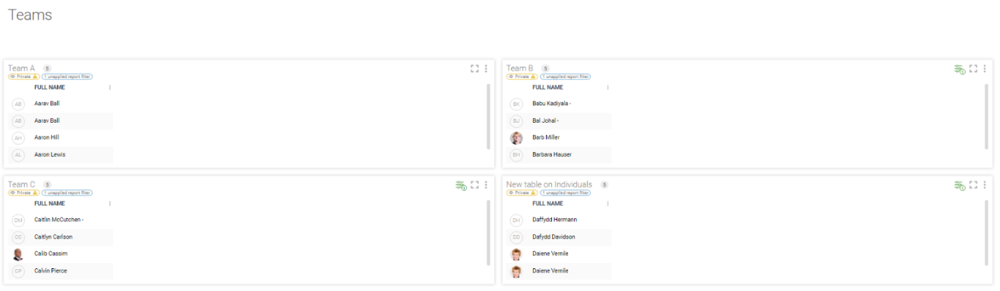 Teams
Team A 5
Private 1 unapplied report filter
FULL NAME
AB Aarav Ball
AB Aarav Ball
AH Aaron Hill
AL Aaron Lewis
Team B 5
1
Private 1 unapplied report filter
FULL NAME
BK Babu Kadiyala -
BJ Bal Johal -
Barb Miller
BH Barbara Hauser
Team C 5
1
Private 1 unapplied report filter
FULL NAME
CM Caitlin McCutchen -
CC Caitlyn Carlson
Calib Cassim
CP Calvin Pierce
New table on Individuals 5
1
Private 1 unapplied report filter
FULL NAME
DH Daffydd Hermann
DD Dafydd Davidson
Daiene Vernile
Daiene Vernile